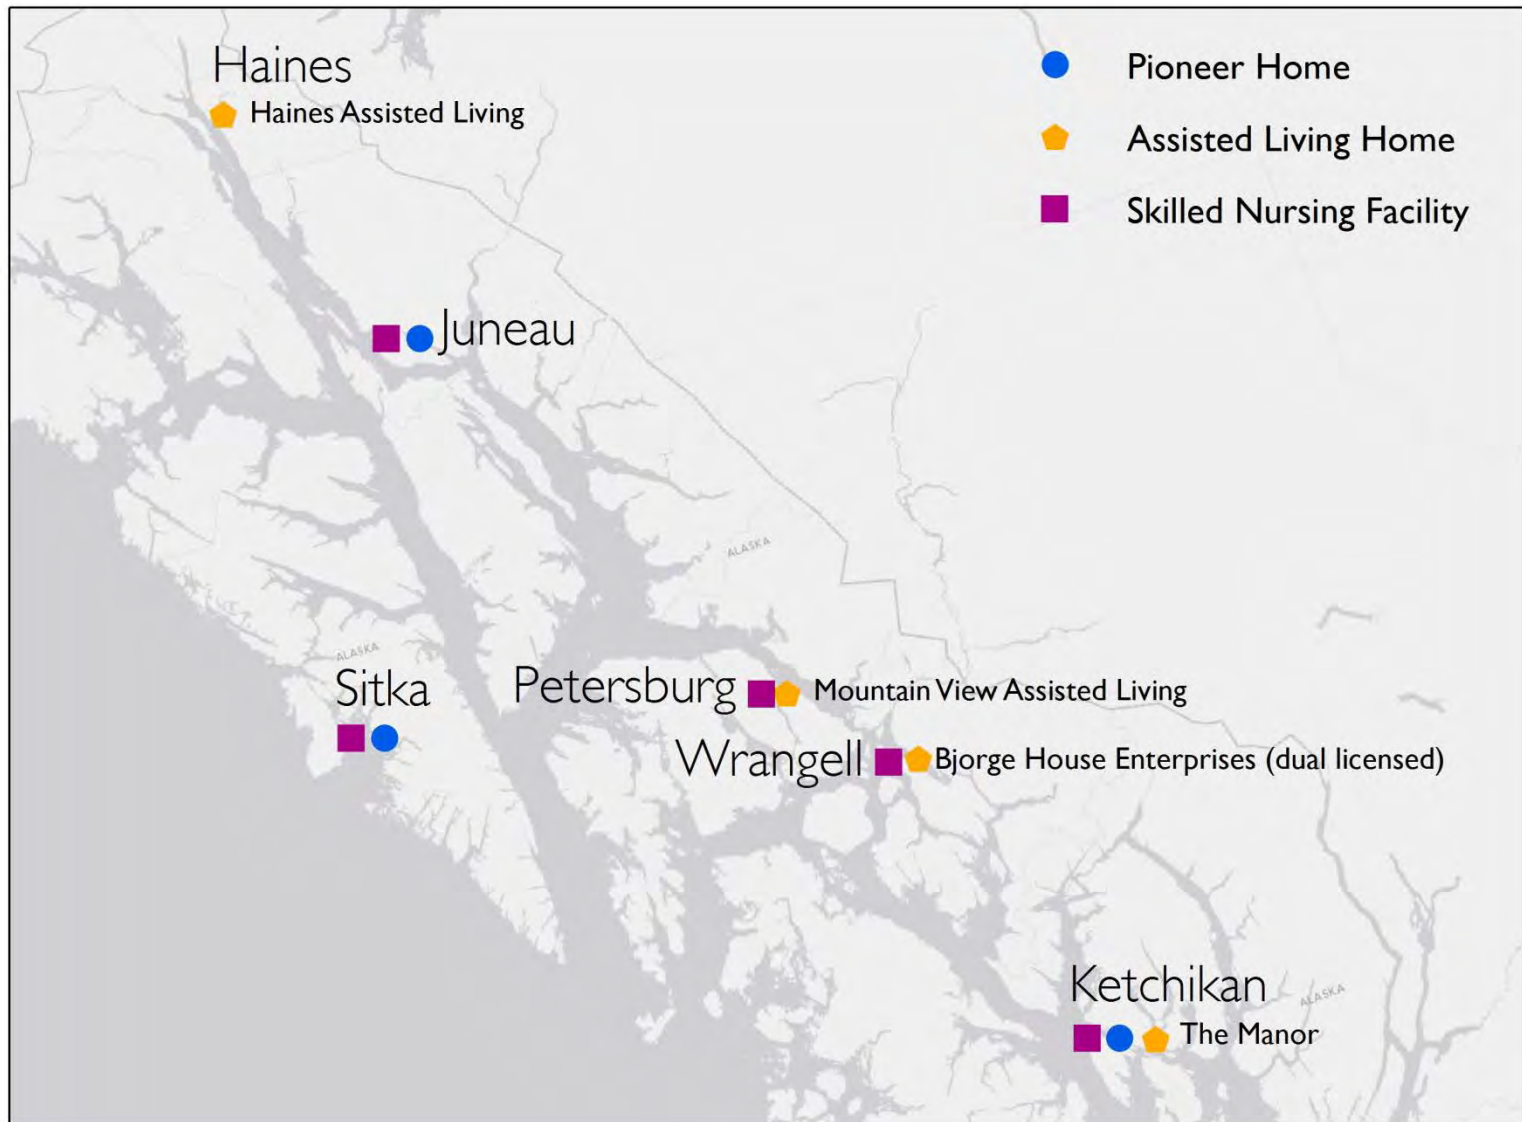 Haines
Haines Assisted Living
Pioneer Home
Assisted Living Home
Skilled Nursing Facility
Juneau
ALASKA
ALASKA
Sitka
Petersburg
Mountain View Assisted Living
Wrangell
Bjorge House Enterprises (dual licensed)
Ketchikan
ALASKA
The Manor